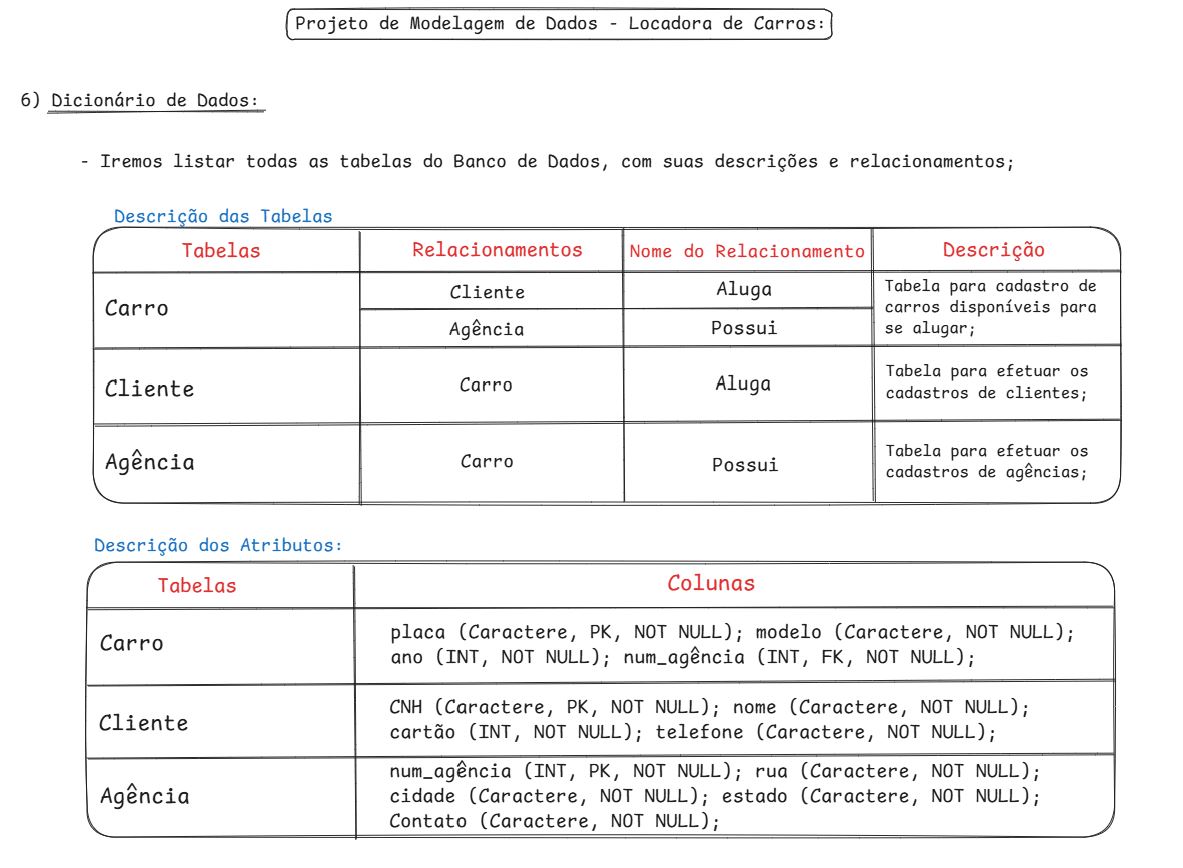 Projeto de Modelagem de Dados - Locadora de Carros:
6) Dicionário de Dados:
- Iremos listar todas as tabelas do Banco de Dados, com suas descrições e relacionamentos;
Descrição das Tabelas
Tabelas Relacionamentos Nome do Relacionamento Descrição
Carro
Cliente Aluga
Agência Possui
Tabela para cadastro de
carros disponíveis para
se alugar;
Cliente Carro Aluga
Tabela para efetuar os
cadastros de clientes;
Agência Carro Possui
Tabela para efetuar os
cadastros de agências;
Descrição dos Atributos:
Tabelas Colunas
Carro
placa (Caractere, PK, NOT NULL); modelo (Caractere, NOT NULL);
ano (INT, NOT NULL); num_agência (INT, FK, NOT NULL);
Cliente
CNH (Caractere, PK, NOT NULL); nome (Caractere, NOT NULL);
cartão (INT, NOT NULL); telefone (Caractere, NOT NULL);
Agência
num_agência (INT, PK, NOT NULL); rua (Caractere, NOT NULL);
cidade (Caractere, NOT NULL); estado (Caractere, NOT NULL);
Contato (Caractere, NOT NULL);